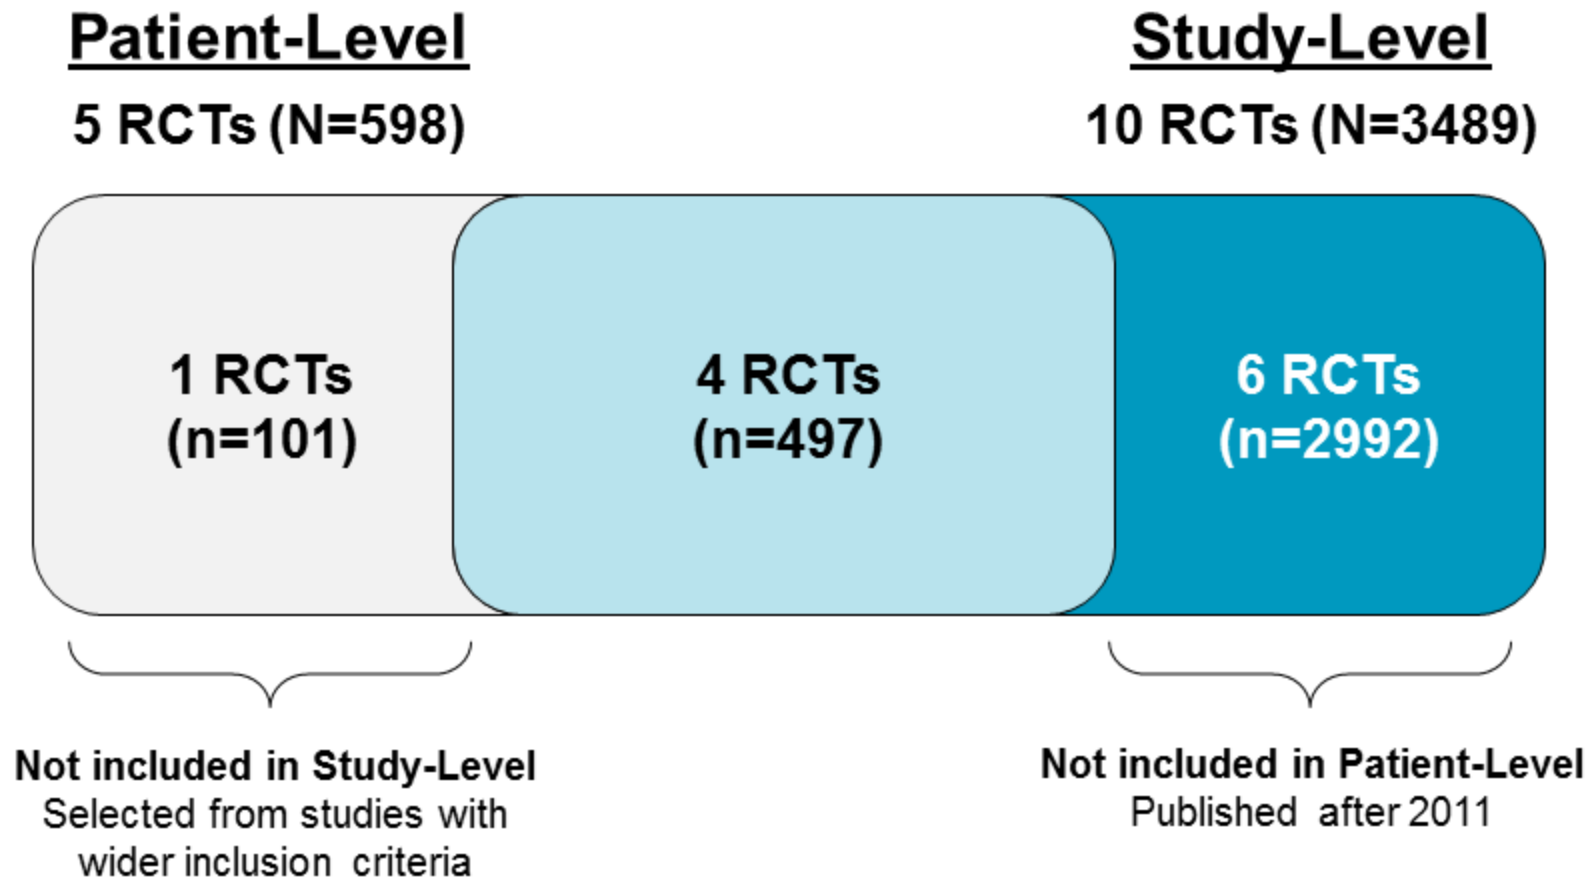 Patient-Level
5 RCTs (N=598)
Study-Level
10 RCTs (N=3489)
1 RCTs
(n=101)
4 RCTs
(n=497)
6 RCTs
(n=2992)
Not included in Study-Level
Selected from studies with
wider inclusion criteria
Not included in Patient-Level
Published after 2011